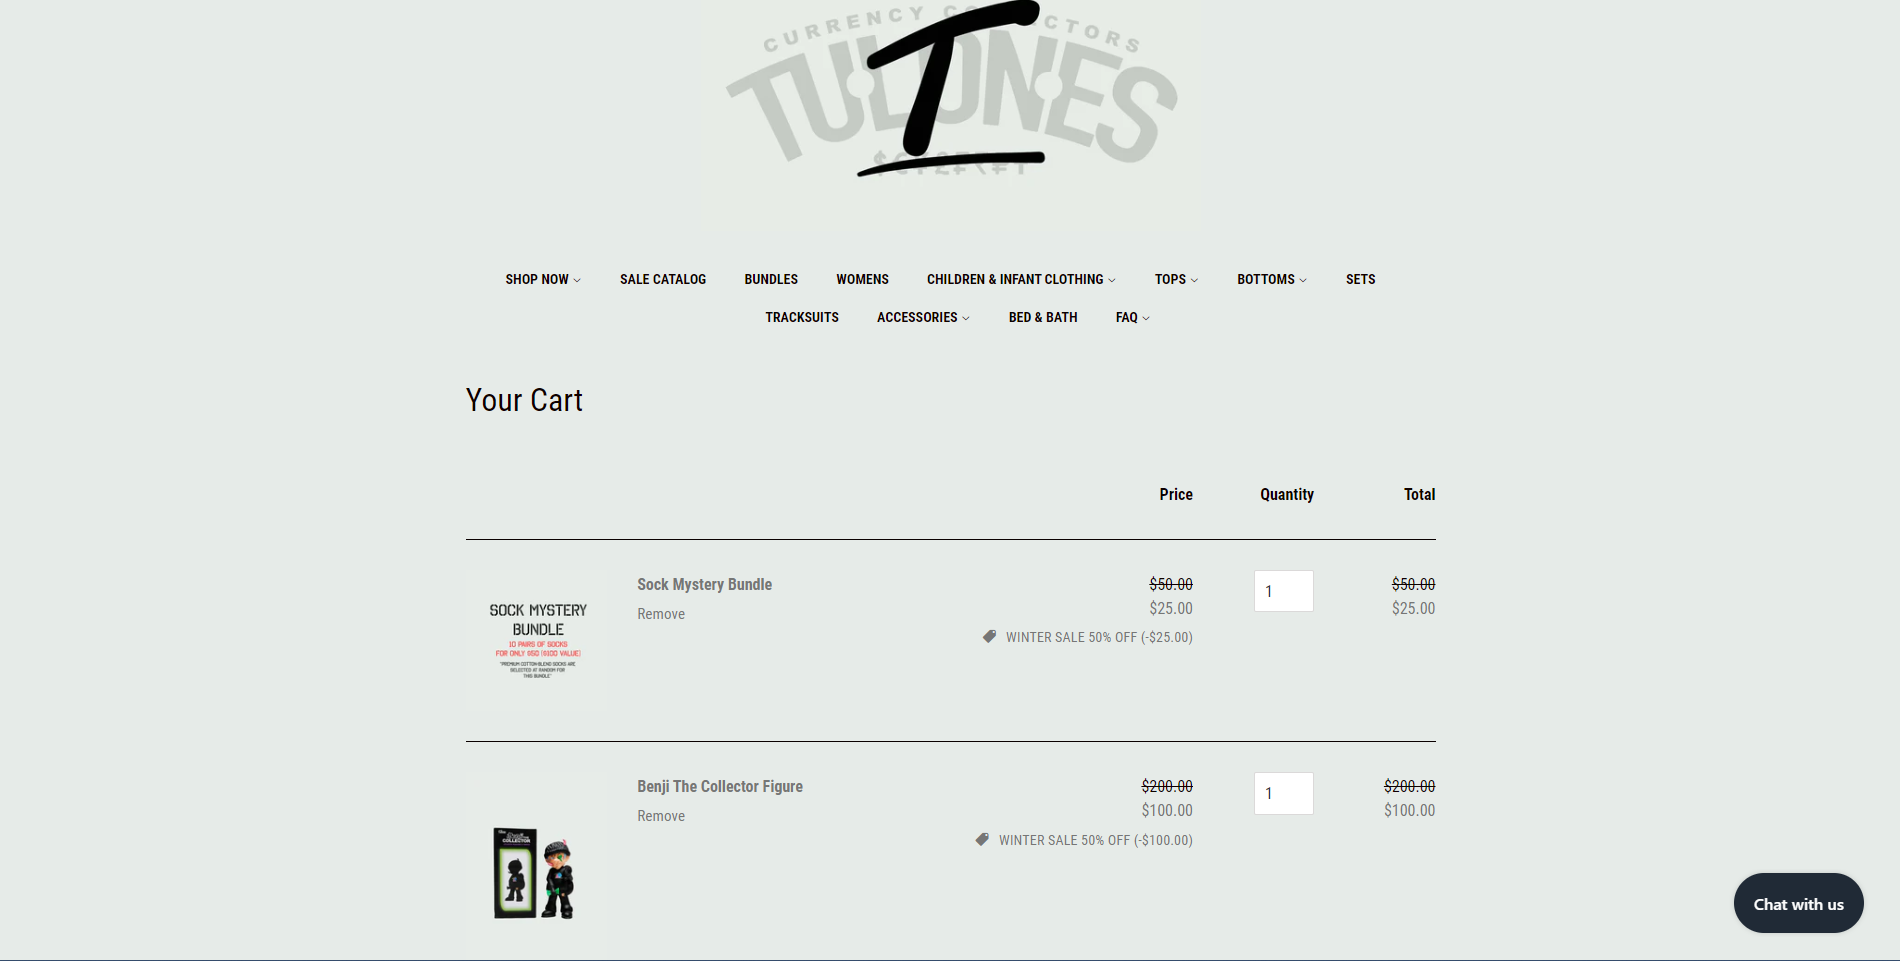 CURRENCY COLLECTORS
TULONES
T
SHOP NOW
SALE CATALOG
BUNDLES
WOMENS
CHILDREN & INFANT CLOTHING
TOPS
BOTTOMS
SETS
TRACKSUITS
ACCESSORIES
BED & BATH
FAQ
Your Cart
Price Quantity Total
Sock Mystery Bundle
Remove
$50.00
$25.00
WINTER SALE 50% OFF (-$25.00)
1
$50.00
$25.00
SOCK MYSTERY
BUNDLE
10 PAIRS OF SOCKS
FOR ONLY $50 ($100 VALUE)
"PREMIUM COTTON-BLEND SOCKS ARE
SELECTED AT RANDOM FOR
THIS BUNDLE"
Benji The Collector Figure
Remove
$200.00
$100.00
WINTER SALE 50% OFF (-$100.00)
1
$200.00
$100.00
COLLECTOR
Chat with us